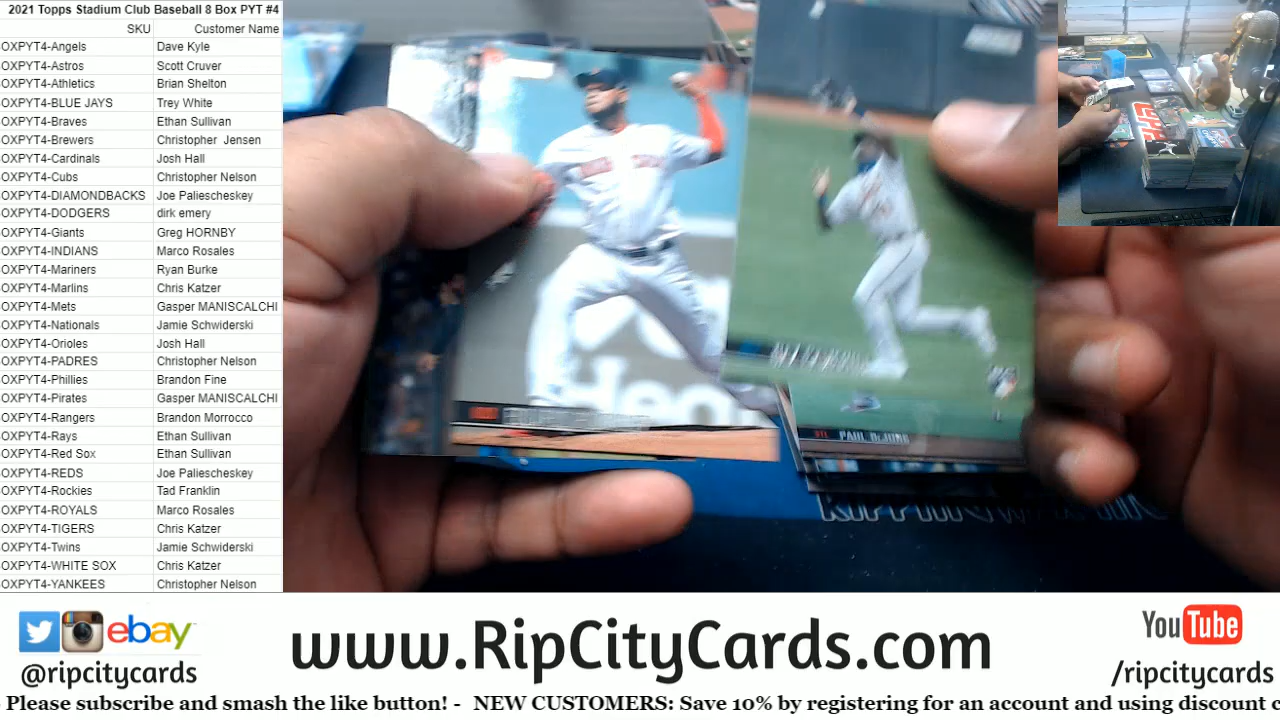 2021 Topps Stadium Club Baseball 8 Box PYT #4
SKU Customer Name
OXPYT4-Angels Dave Kyle
OXPYT4-Astros Scott Cruver
OXPYT4-Athletics Brian Shelton
OXPYT4-BLUE JAYS Trey White
OXPYT4-Braves Ethan Sullivan
OXPYT4-Brewers Christopher Jensen
OXPYT4-Cardinals Josh Hall
OXPYT4-Cubs Christopher Nelson
OXPYT4-DIAMONDBACKS Joe Paliescheskey
OXPYT4-DODGERS dirk emery
OXPYT4-Giants Greg HORNBY
OXPYT4-INDIANS Marco Rosales
OXPYT4-Mariners Ryan Burke
OXPYT4-Marlins Chris Katzer
OXPYT4-Mets Gasper MANISCALCHI
OXPYT4-Nationals Jamie Schwiderski
OXPYT4-Orioles Josh Hall
OXPYT4-PADRES Christopher Nelson
OXPYT4-Phillies Brandon Fine
OXPYT4-Pirates Gasper MANISCALCHI
OXPYT4-Rangers Brandon Morrocco
OXPYT4-Rays Ethan Sullivan
OXPYT4-Red Sox Ethan Sullivan
OXPYT4-REDS Joe Paliescheskey
OXPYT4-Rockies Tad Franklin
OXPYT4-ROYALS Marco Rosales
OXPYT4-TIGERS Chris Katzer
OXPYT4-Twins Jamie Schwiderski
OXPYT4-WHITE SOX Chris Katzer
OXPYT4-YANKEES Christopher Nelson
Hea
STL PAUL DeJONG
ebay
@ripcitycards
www.RipCityCards.com
YouTube
/ripcitycards
Please subscribe and smash the like button! - NEW CUSTOMERS: Save 10% by registering for an account and using discount c